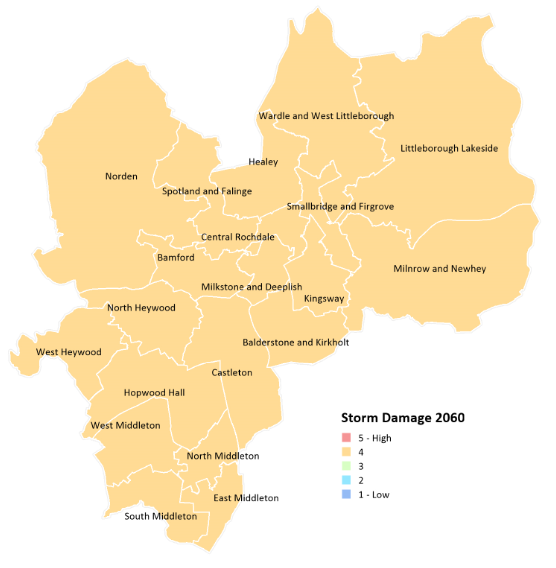 Wardle and West Littleborough
Littleborough Lakeside
Healey
Norden
Spotland and Falinge
Smallbridge and Firgrove
Central Rochdale
Bamford
Milnrow and Newhey
Milkstone and Deeplish
Kingsway
North Heywood
Balderstone and Kirkholt
West Heywood
Castleton
Hopwood Hall
West Middleton
North Middleton
East Middleton
South Middleton
Storm Damage 2060
5 - High
4
3
2
1 - Low